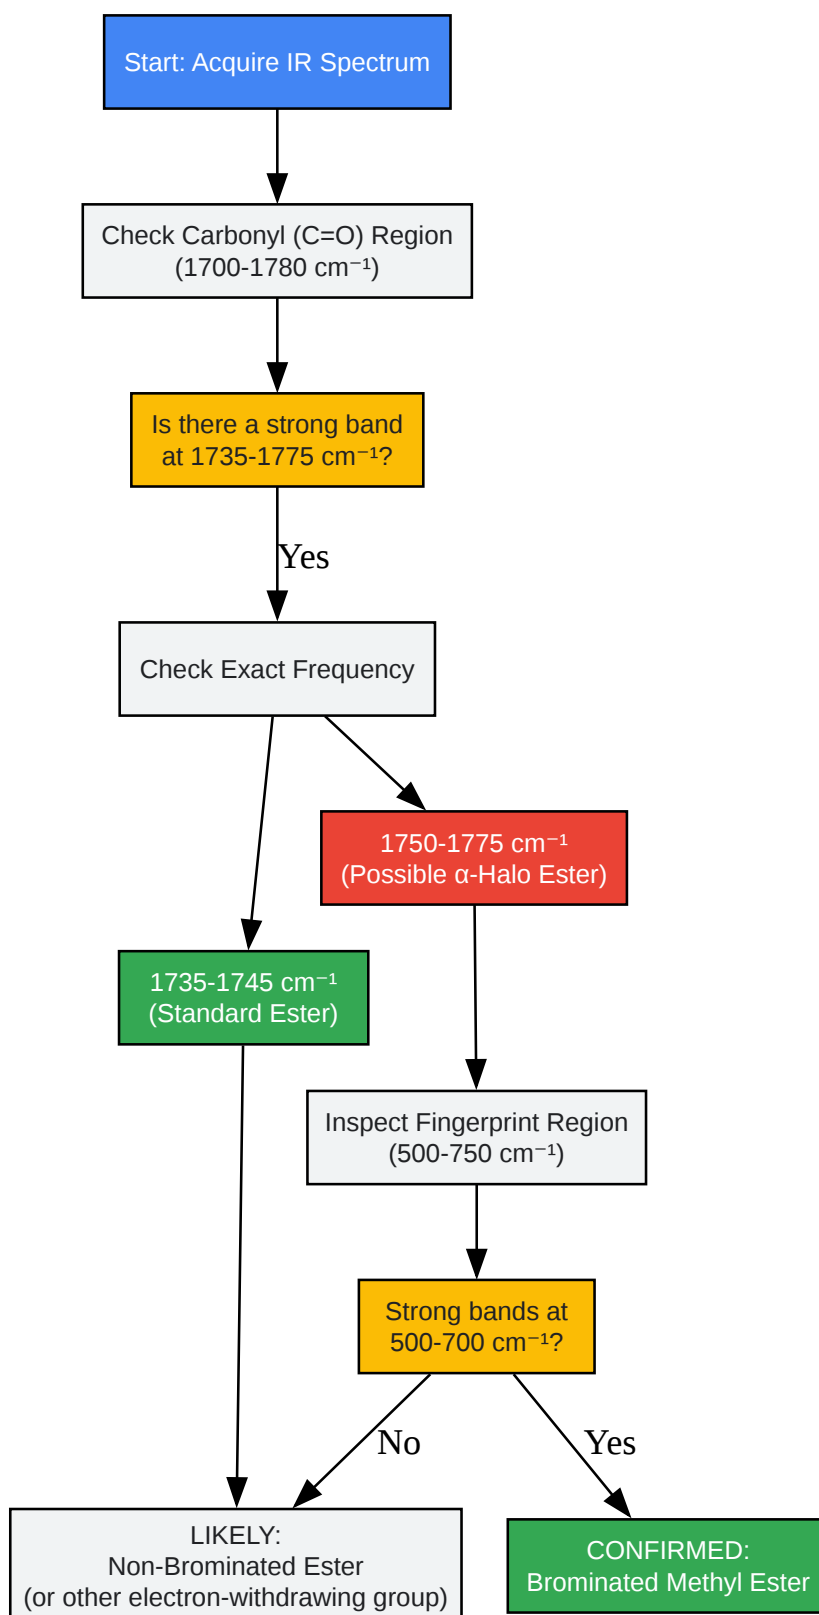 Start: Acquire IR Spectrum
Check Carbonyl (C=O) Region
(1700-1780 cm⁻¹)
Is there a strong band
at 1735-1775 cm⁻¹?
Yes
Check Exact Frequency
1750-1775 cm⁻¹
(Possible α-Halo Ester)
1735-1745 cm⁻¹
(Standard Ester)
Inspect Fingerprint Region
(500-750 cm⁻¹)
Strong bands at
500-700 cm⁻¹?
No
Yes
LIKELY:
Non-Brominated Ester
(or other electron-withdrawing group)
CONFIRMED:
Brominated Methyl Ester